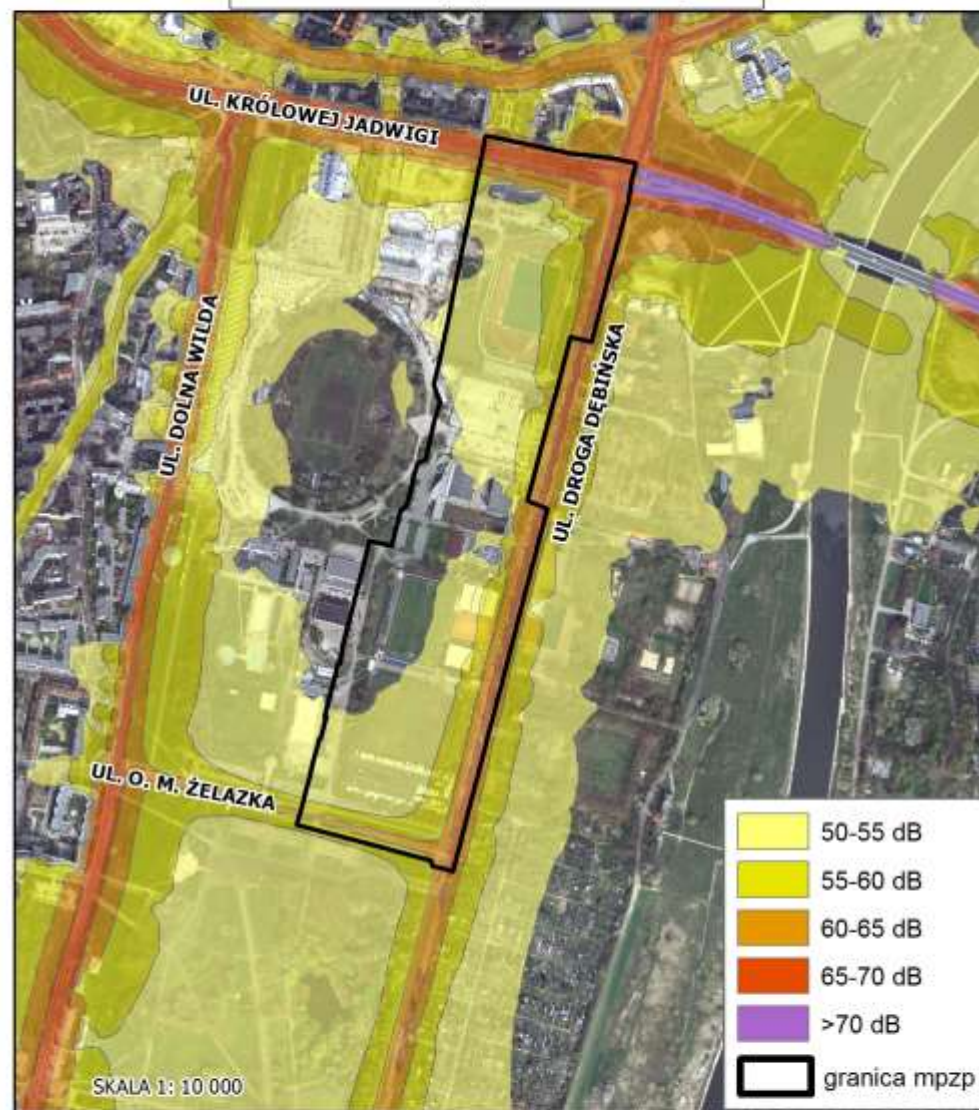 UL. KRÓLOWEJ JADWIGI
UL. DOLNA WILDA
UL. DROGA DĘBIŃSKA
UL. O. M. ŻELAZKA
50-55 dB
55-60 dB
60-65 dB
65-70 dB
>70 dB
granica mpzp
SKALA 1: 10 000